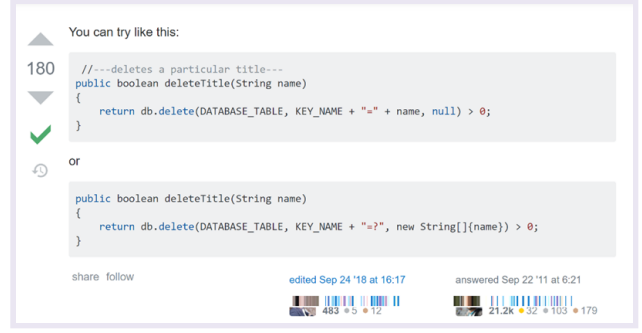 You can try like this:
180
//---deletes a particular title---
public boolean deleteTitle(String name)
{
return db.delete(DATABASE_TABLE, KEY_NAME + "=" + name, null) > 0;
}
or
public boolean deleteTitle(String name)
{
return db.delete(DATABASE_TABLE, KEY_NAME + "=?", new String[]{name}) > 0;
}
share follow
edited Sep 24 '18 at 16:17
answered Sep 22 '11 at 6:21
483 ●5 ●12
21.2k ●32 ●103 ●179